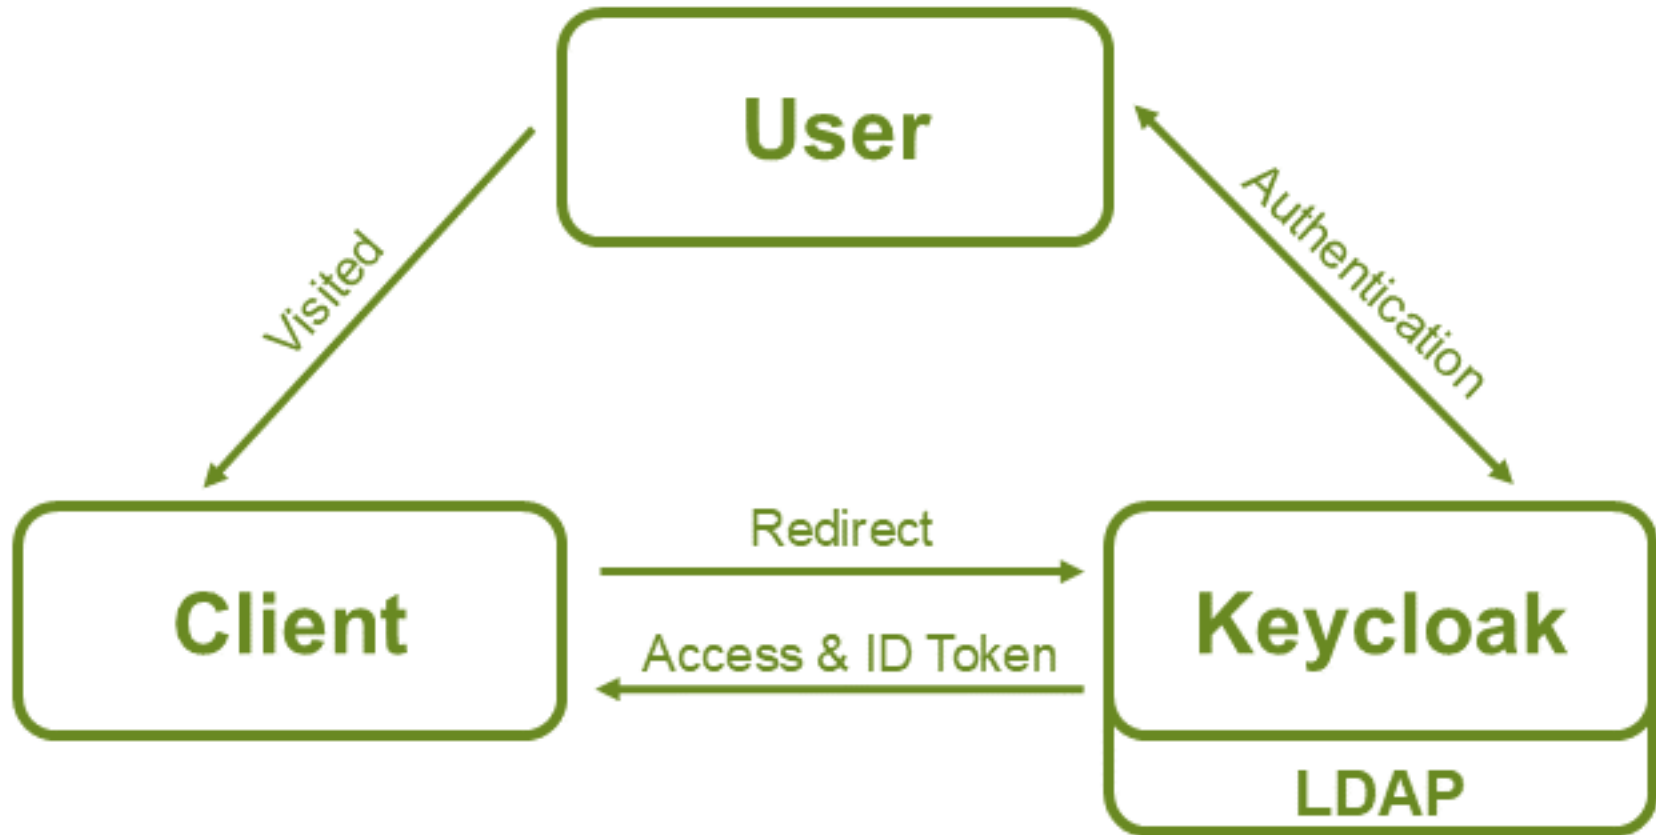 User
Visited
Authentication
Redirect
Client
Keycloak
Access & ID Token
LDAP